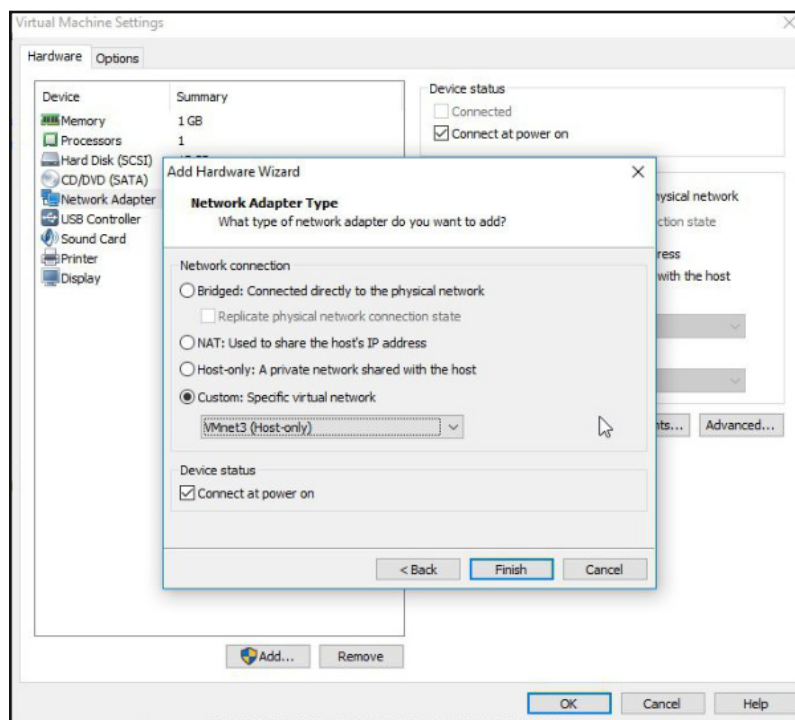 Virtual Machine Settings
Hardware Options
Device Summary
Memory 1 GB
Processors 1
Hard Disk (SCSI)
CD/DVD (SATA)
Network Adapter
USB Controller
Sound Card
Printer
Display
Device status
Connected
Connect at power on
network
state
with the host
Add Hardware Wizard
Network Adapter Type
What type of network adapter do you want to add?
Network connection
Bridged: Connected directly to the physical network
Replicate physical network connection state
NAT: Used to share the host's IP address
Host-only: A private network shared with the host
Custom: Specific virtual network
VMnet3 (Host-only)
Device status
Connect at power on
< Back Finish Cancel
Advanced...
Add... Remove
OK Cancel Help